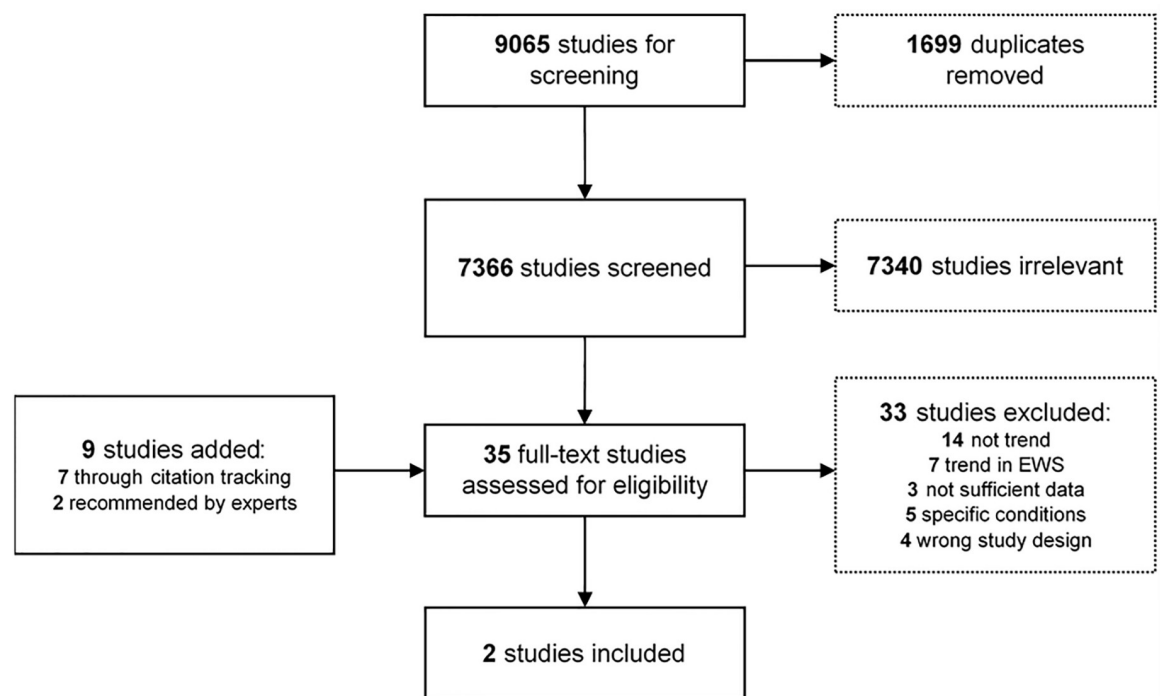 9065 studies for
screening
1699 duplicates
removed
7366 studies screened
7340 studies irrelevant
9 studies added:
7 through citation tracking
2 recommended by experts
35 full-text studies
assessed for eligibility
33 studies excluded:
14 not trend
7 trend in EWS
3 not sufficient data
5 specific conditions
4 wrong study design
2 studies included